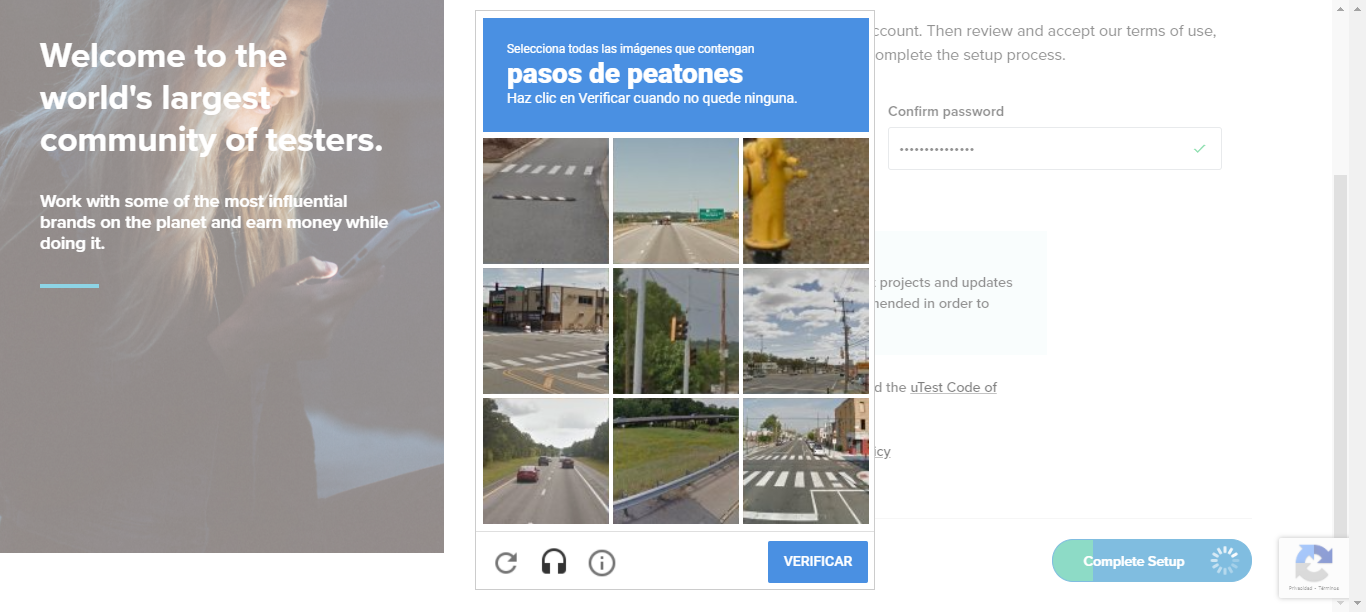 Welcome to the
world's largest
community of testers.
Work with some of the most influential
brands on the planet and earn money while
doing it.
Selecciona todas las imágenes que contengan
pasos de peatones
Haz clic en Verificar cuando no quede ninguna.
VERIFICAR
ccount. Then review and accept our terms of use,
omplete the setup process.
Confirm password
•••••••••••••••
projects and updates
mended in order to
d the uTest Code of
icy
Complete Setup
Privacidad - Términos